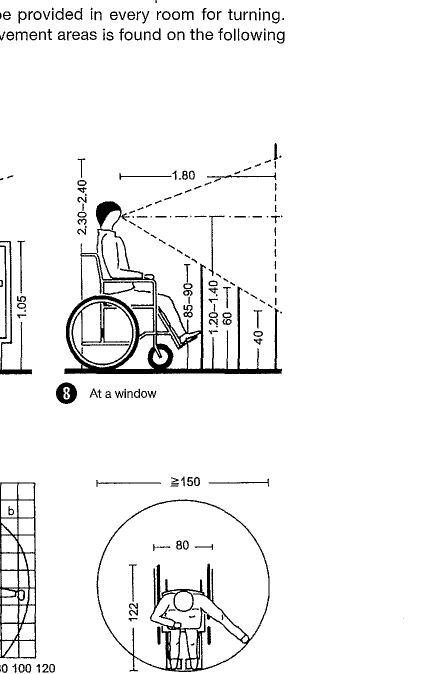 be provided in every room for turning.
vement areas is found on the following
1.80
2.30–2.40
1.05
85–90
1.20–1.40
60
40
8 At a window
≧150
b
80
122
0 100 120